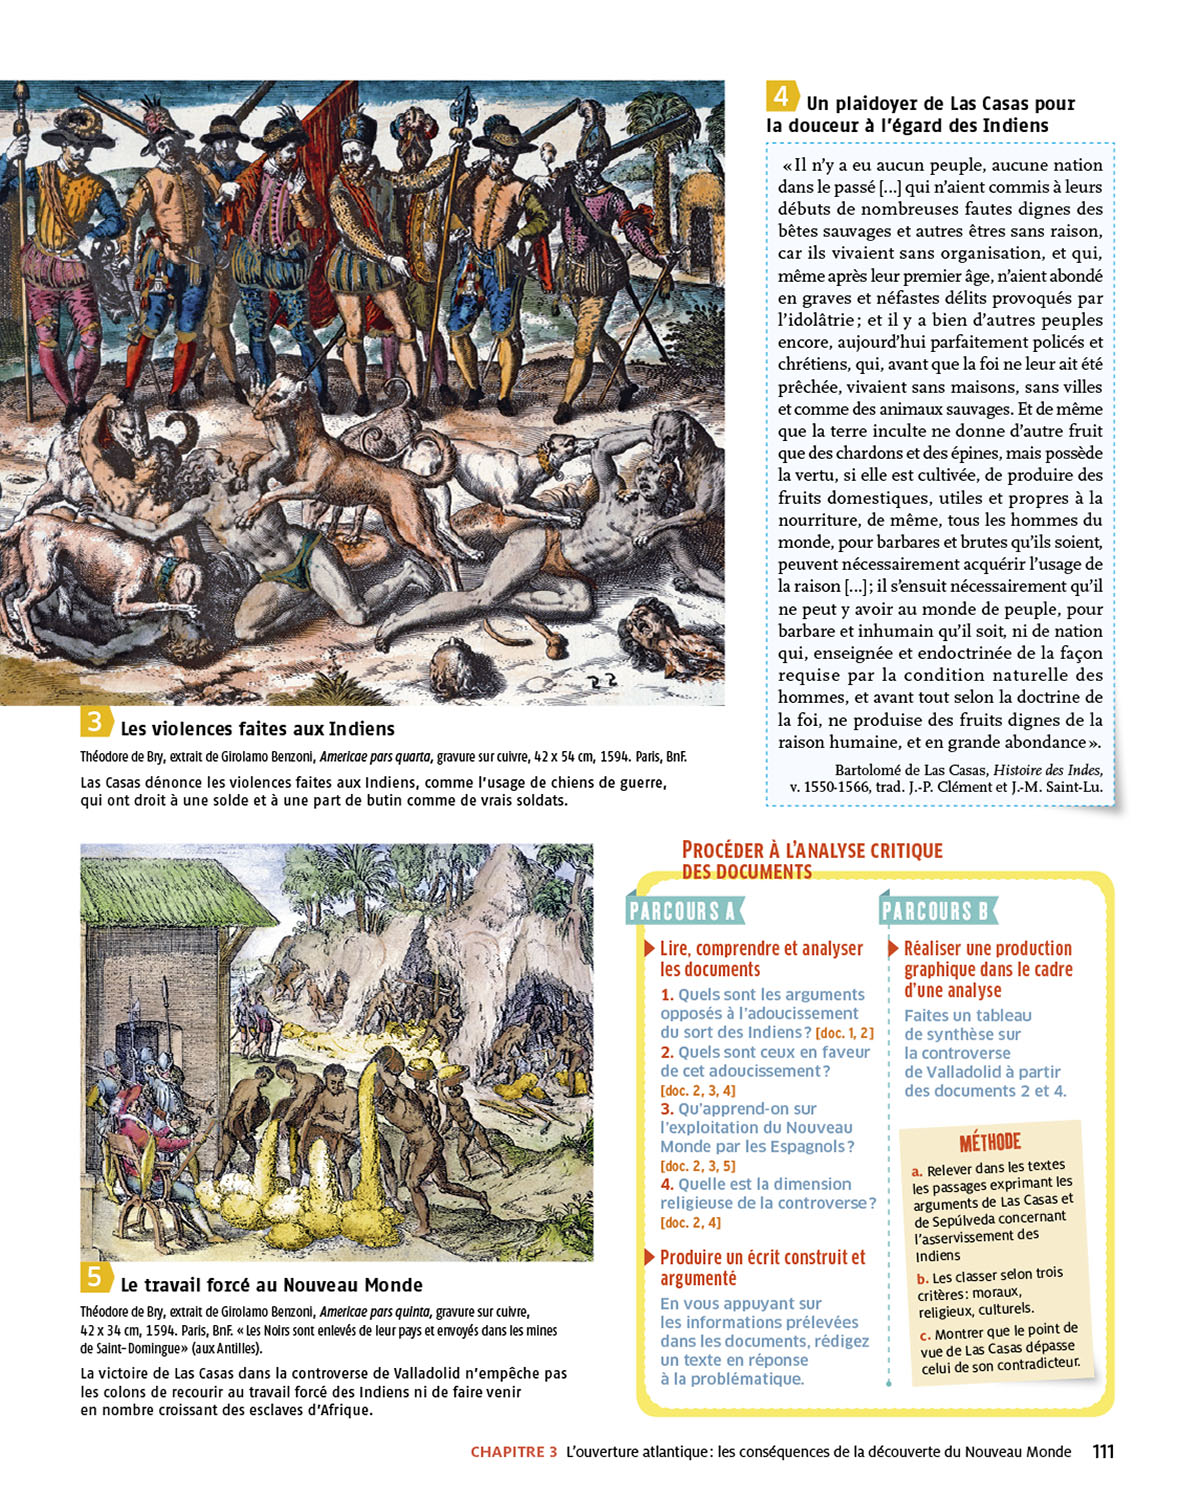 4 Un plaidoyer de Las Casas pour
la douceur à l'égard des Indiens
« Il n'y a eu aucun peuple, aucune nation
dans le passé [...] qui n'aient commis à leurs
débuts de nombreuses fautes dignes des
bêtes sauvages et autres êtres sans raison,
car ils vivaient sans organisation, et qui,
même après leur premier âge, n'aient abondé
en graves et néfastes délits provoqués par
l'idolâtrie ; et il y a bien d'autres peuples
encore, aujourd'hui parfaitement policés et
chrétiens, qui, avant que la foi ne leur ait été
prêchée, vivaient sans maisons, sans villes
et comme des animaux sauvages. Et de même
que la terre inculte ne donne d'autre fruit
que des chardons et des épines, mais possède
la vertu, si elle est cultivée, de produire des
fruits domestiques, utiles et propres à la
nourriture, de même, tous les hommes du
monde, pour barbares et brutes qu'ils soient,
peuvent nécessairement acquérir l'usage de
la raison [...] ; il s'ensuit nécessairement qu'il
ne peut y avoir au monde de peuple, pour
barbare et inhumain qu'il soit, ni de nation
qui, enseignée et endoctrinée de la façon
requise par la condition naturelle des
hommes, et avant tout selon la doctrine de
la foi, ne produise des fruits dignes de la
raison humaine, et en grande abondance ».
Bartolomé de Las Casas, Histoire des Indes,
v. 1550-1566, trad. J.-P. Clément et J.-M. Saint-Lu.
22
3 Les violences faites aux Indiens
Théodore de Bry, extrait de Girolamo Benzoni, Americae pars quarta, gravure sur cuivre, 42 x 54 cm, 1594. Paris, BnF.
Las Casas dénonce les violences faites aux Indiens, comme l'usage de chiens de guerre,
qui ont droit à une solde et à une part de butin comme de vrais soldats.
5 Le travail forcé au Nouveau Monde
Théodore de Bry, extrait de Girolamo Benzoni, Americae pars quinta, gravure sur cuivre,
42 x 34 cm, 1594. Paris, BnF. « Les Noirs sont enlevés de leur pays et envoyés dans les mines
de Saint-Domingue » (aux Antilles).
La victoire de Las Casas dans la controverse de Valladolid n'empêche pas
les colons de recourir au travail forcé des Indiens ni de faire venir
en nombre croissant des esclaves d'Afrique.
PROCÉDER À L'ANALYSE CRITIQUE
DES DOCUMENTS
PARCOURS A
Lire, comprendre et analyser
les documents
1. Quels sont les arguments
opposés à l'adoucissement
du sort des Indiens ? [doc. 1, 2]
2. Quels sont ceux en faveur
de cet adoucissement ?
[doc. 2, 3, 4]
3. Qu'apprend-on sur
l'exploitation du Nouveau
Monde par les Espagnols ?
[doc. 2, 3, 5]
4. Quelle est la dimension
religieuse de la controverse ?
[doc. 2, 4]
Produire un écrit construit et
argumenté
En vous appuyant sur
les informations prélevées
dans les documents, rédigez
un texte en réponse
à la problématique.
PARCOURS B
Réaliser une production
graphique dans le cadre
d'une analyse
Faites un tableau
de synthèse sur
la controverse
de Valladolid à partir
des documents 2 et 4.
MÉTHODE
a. Relever dans les textes
les passages exprimant les
arguments de Las Casas et
de Sepúlveda concernant
l'asservissement des
Indiens
b. Les classer selon trois
critères : moraux,
religieux, culturels.
c. Montrer que le point de
vue de Las Casas dépasse
celui de son contradicteur.
CHAPITRE 3 L'ouverture atlantique : les conséquences de la découverte du Nouveau Monde 111